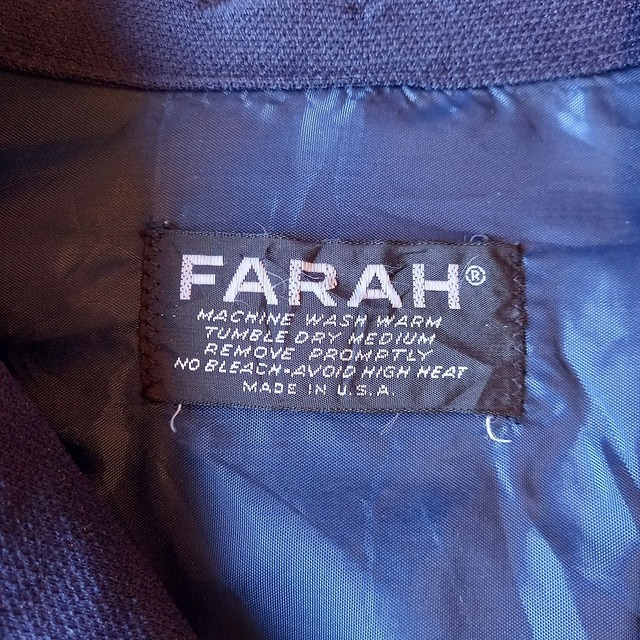 FARAH®
MACHINE WASH WARM
TUMBLE DRY MEDIUM
REMOVE PROMPTLY
NO BLEACH-AVOID HIGH HEAT
MADE IN U.S.A.